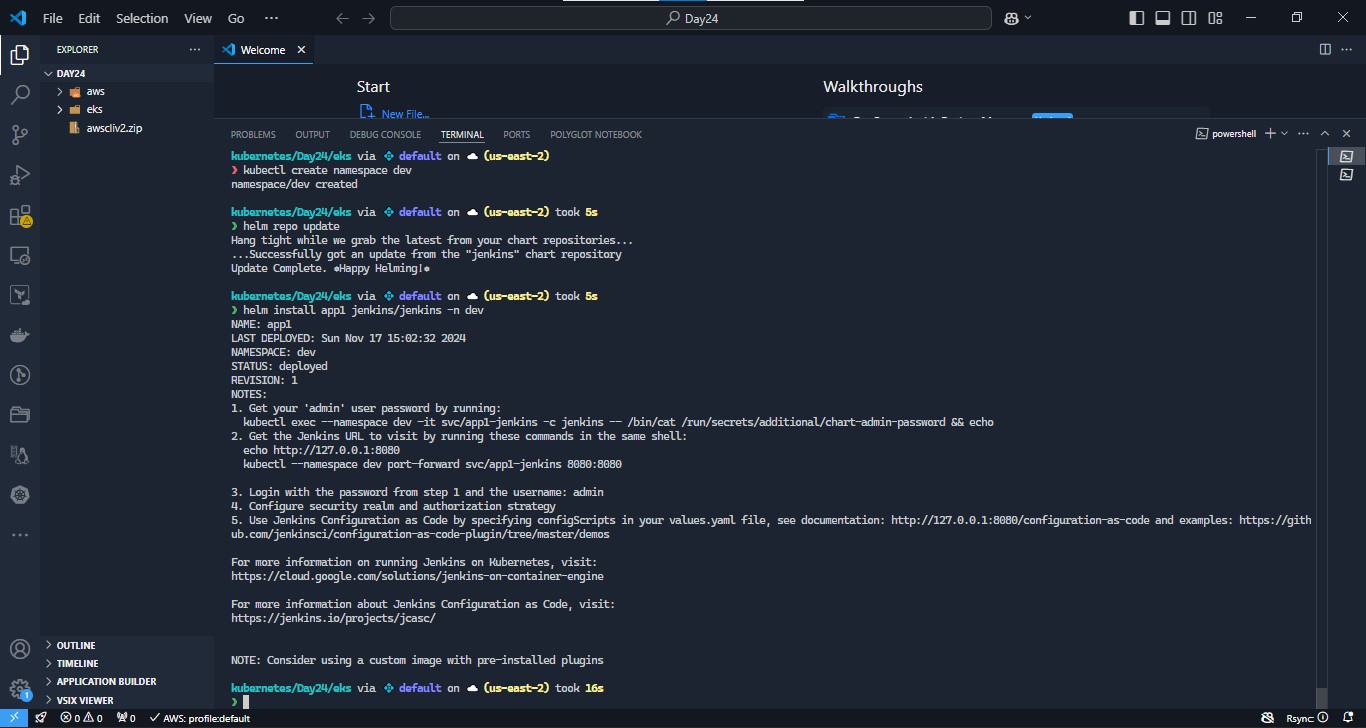 File Edit Selection View Go ···
Day24
EXPLORER ···
Welcome
DAY24
aws
eks
awscliv2.zip
Start
New File...
Walkthroughs
PROBLEMS OUTPUT DEBUG CONSOLE TERMINAL PORTS POLYGLOT NOTEBOOK
powershell
kubernetes/Day24/eks via default on (us-east-2)
❯ kubectl create namespace dev
namespace/dev created
kubernetes/Day24/eks via default on (us-east-2) took 5s
❯ helm repo update
Hang tight while we grab the latest from your chart repositories...
...Successfully got an update from the "jenkins" chart repository
Update Complete. ⎈Happy Helming!⎈
kubernetes/Day24/eks via default on (us-east-2) took 5s
❯ helm install app1 jenkins/jenkins -n dev
NAME: app1
LAST DEPLOYED: Sun Nov 17 15:02:32 2024
NAMESPACE: dev
STATUS: deployed
REVISION: 1
NOTES:
1. Get your 'admin' user password by running:
kubectl exec --namespace dev -it svc/app1-jenkins -c jenkins -- /bin/cat /run/secrets/additional/chart-admin-password && echo
2. Get the Jenkins URL to visit by running these commands in the same shell:
echo http://127.0.0.1:8080
kubectl --namespace dev port-forward svc/app1-jenkins 8080:8080
3. Login with the password from step 1 and the username: admin
4. Configure security realm and authorization strategy
5. Use Jenkins Configuration as Code by specifying configScripts in your values.yaml file, see documentation: http://127.0.0.1:8080/configuration-as-code and examples: https://gith
ub.com/jenkinsci/configuration-as-code-plugin/tree/master/demos
For more information on running Jenkins on Kubernetes, visit:
https://cloud.google.com/solutions/jenkins-on-container-engine
For more information about Jenkins Configuration as Code, visit:
https://jenkins.io/projects/jcasc/
NOTE: Consider using a custom image with pre-installed plugins
kubernetes/Day24/eks via default on (us-east-2) took 16s
❯
OUTLINE
TIMELINE
APPLICATION BUILDER
VSIX VIEWER
1
0 0 0 AWS: profile:default
Rsync: